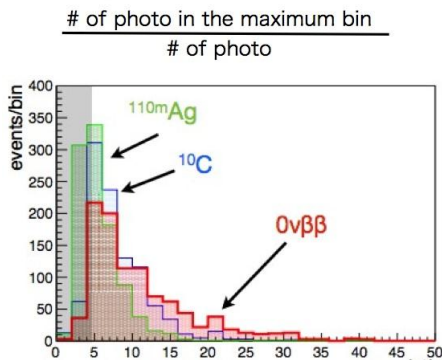 # of photo in the maximum bin
# of photo
events/bin
400
350
300
250
200
150
100
50
0
110mAg
10C
0νββ
0 5 10 15 20 25 30 35 40 45 50